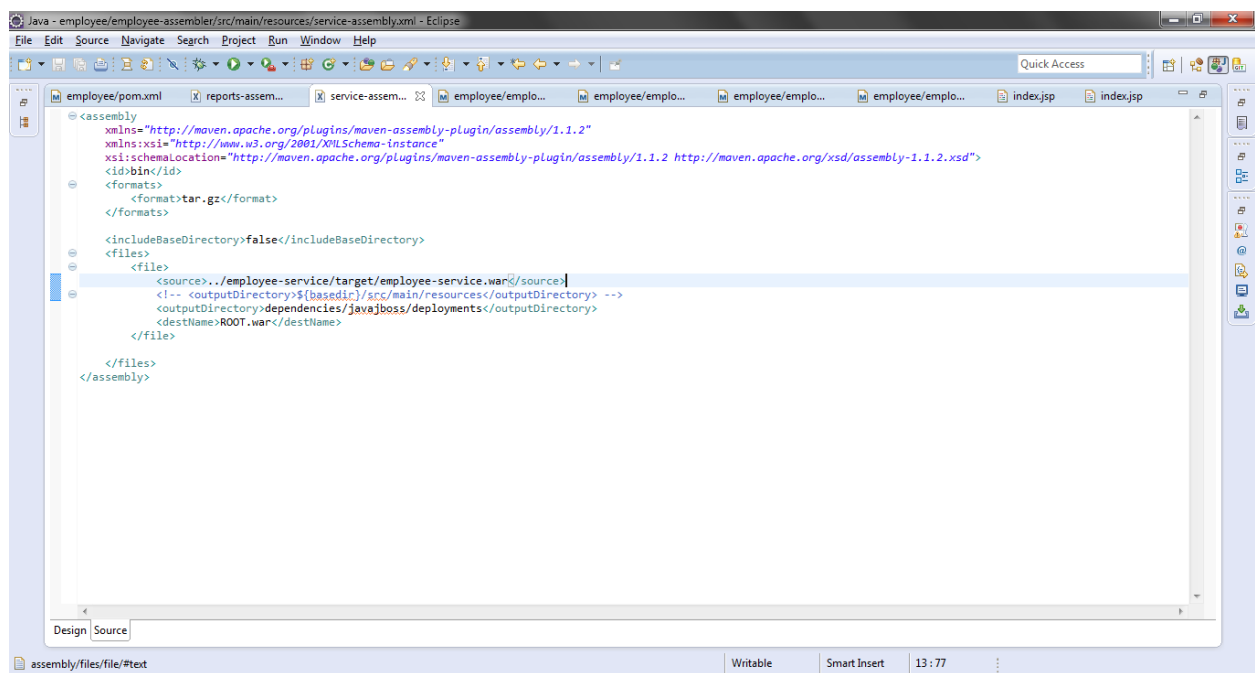 Java - employee/employee-assembler/src/main/resources/service-assembly.xml - Eclipse
File Edit Source Navigate Search Project Run Window Help
Quick Access
employee/pom.xml reports-assem... service-assem... employee/emplo... employee/emplo... employee/emplo... employee/emplo... index.jsp index.jsp
<assembly
xmlns="http://maven.apache.org/plugins/maven-assembly-plugin/assembly/1.1.2"
xmlns:xsi="http://www.w3.org/2001/XMLSchema-instance"
xsi:schemaLocation="http://maven.apache.org/plugins/maven-assembly-plugin/assembly/1.1.2 http://maven.apache.org/xsd/assembly-1.1.2.xsd">
<id>bin</id>
<formats>
<format>tar.gz</format>
</formats>
<includeBaseDirectory>false</includeBaseDirectory>
<files>
<file>
<source>../employee-service/target/employee-service.war</source>
<!-- <outputDirectory>${basedir}/src/main/resources</outputDirectory> -->
<outputDirectory>dependencies/javajboss/deployments</outputDirectory>
<destName>ROOT.war</destName>
</file>
</files>
</assembly>
Design Source
assembly/files/file/#text Writable Smart Insert 13 : 77